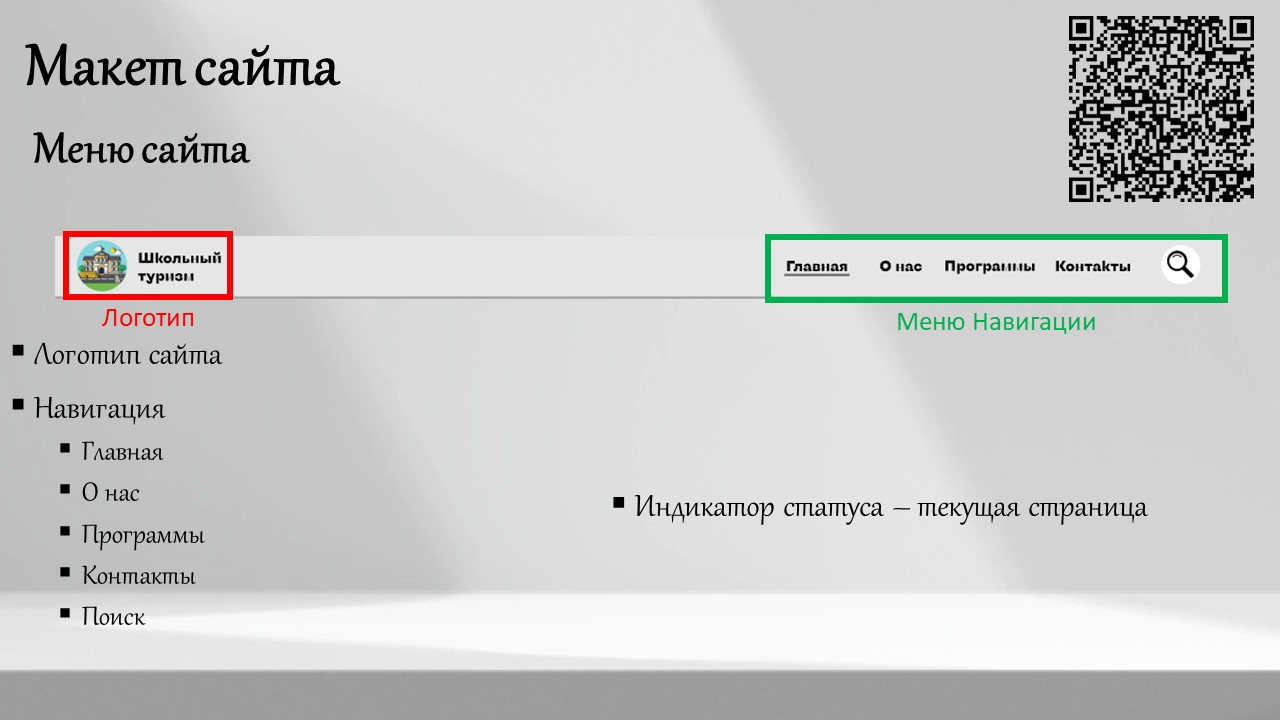 Макет сайта
Меню сайта
Школьный
туризм
Главная О нас Программы Контакты
Логотип
Меню Навигации
Логотип сайта
Навигация
Главная
О нас
Программы
Контакты
Поиск
Индикатор статуса – текущая страница